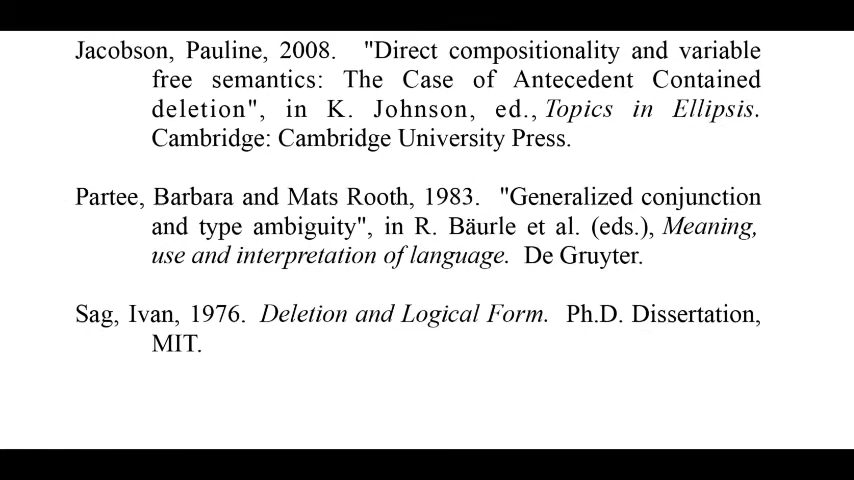 Jacobson, Pauline, 2008. "Direct compositionality and variable
free semantics: The Case of Antecedent Contained
deletion", in K. Johnson, ed., Topics in Ellipsis.
Cambridge: Cambridge University Press.
Partee, Barbara and Mats Rooth, 1983. "Generalized conjunction
and type ambiguity", in R. Bäurle et al. (eds.), Meaning,
use and interpretation of language. De Gruyter.
Sag, Ivan, 1976. Deletion and Logical Form. Ph.D. Dissertation,
MIT.